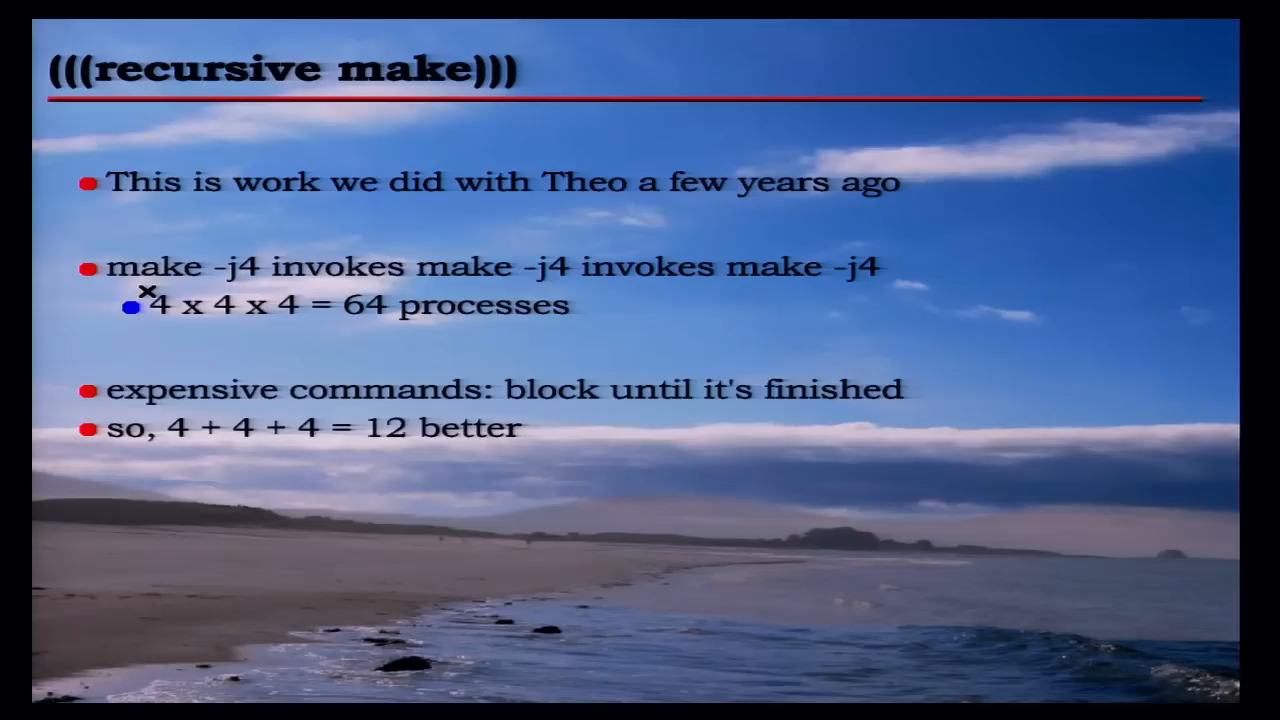 (((recursive make)))
This is work we did with Theo a few years ago
make -j4 invokes make -j4 invokes make -j4
4 x 4 x 4 = 64 processes
expensive commands: block until it's finished
so, 4 + 4 + 4 = 12 better